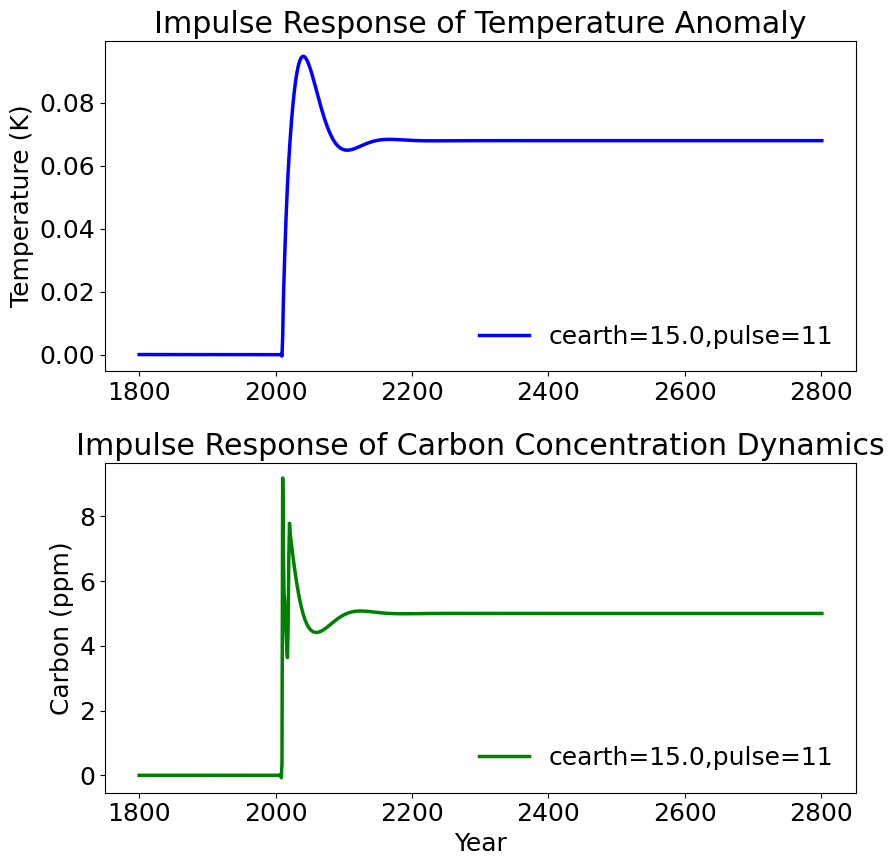 Impulse Response of Temperature Anomaly
Temperature (K)
0.08
0.06
0.04
0.02
0.00
cearth=15.0,pulse=11
1800 2000 2200 2400 2600 2800
Impulse Response of Carbon Concentration Dynamics
Carbon (ppm)
8
6
4
2
0
cearth=15.0,pulse=11
1800 2000 2200 2400 2600 2800
Year